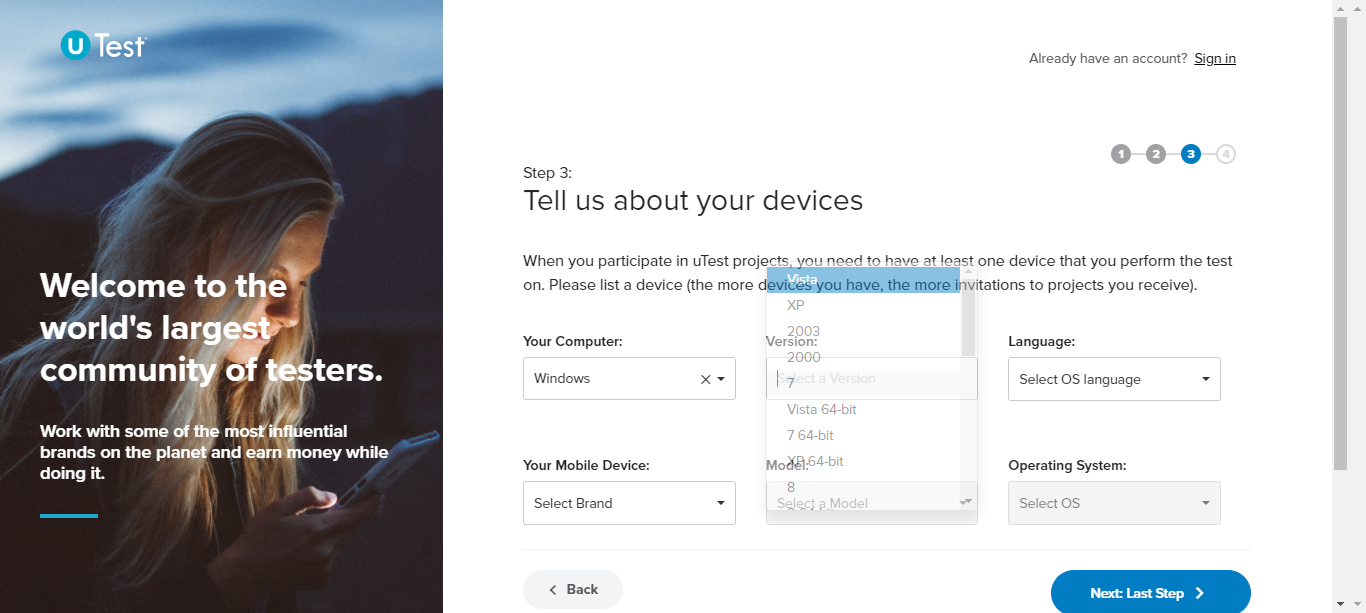 uTest
Already have an account? Sign in
1 2 3 4
Step 3:
Tell us about your devices
When you participate in uTest projects, you need to have at least one device that you perform the test
on. Please list a device (the more devices you have, the more invitations to projects you receive).
Welcome to the
world's largest
community of testers.
Work with some of the most influential
brands on the planet and earn money while
doing it.
Your Computer:
Windows
Version:
Select a Version
Vista
XP
2003
2000
7
Vista 64-bit
7 64-bit
XP 64-bit
8
Language:
Select OS language
Your Mobile Device:
Select Brand
Model:
Select a Model
Operating System:
Select OS
Back
Next: Last Step